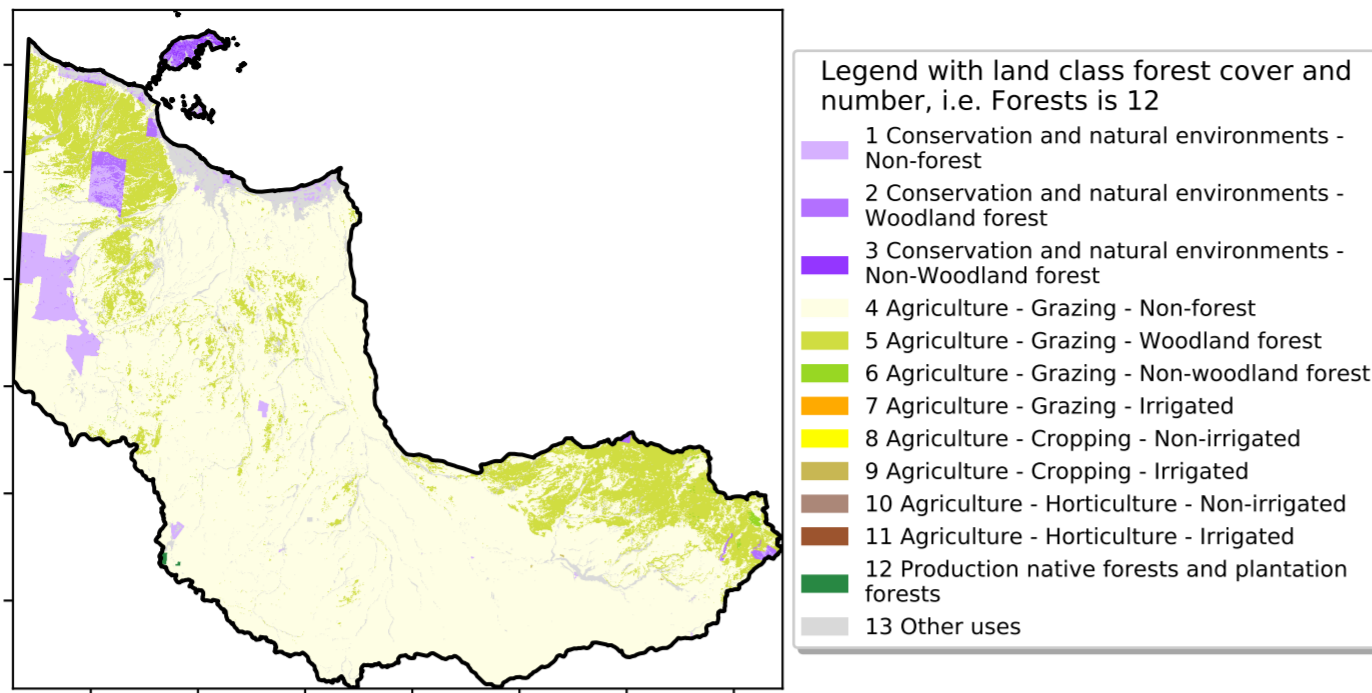 Legend with land class forest cover and
number, i.e. Forests is 12
1 Conservation and natural environments -
Non-forest
2 Conservation and natural environments -
Woodland forest
3 Conservation and natural environments -
Non-Woodland forest
4 Agriculture - Grazing - Non-forest
5 Agriculture - Grazing - Woodland forest
6 Agriculture - Grazing - Non-woodland forest
7 Agriculture - Grazing - Irrigated
8 Agriculture - Cropping - Non-irrigated
9 Agriculture - Cropping - Irrigated
10 Agriculture - Horticulture - Non-irrigated
11 Agriculture - Horticulture - Irrigated
12 Production native forests and plantation
forests
13 Other uses